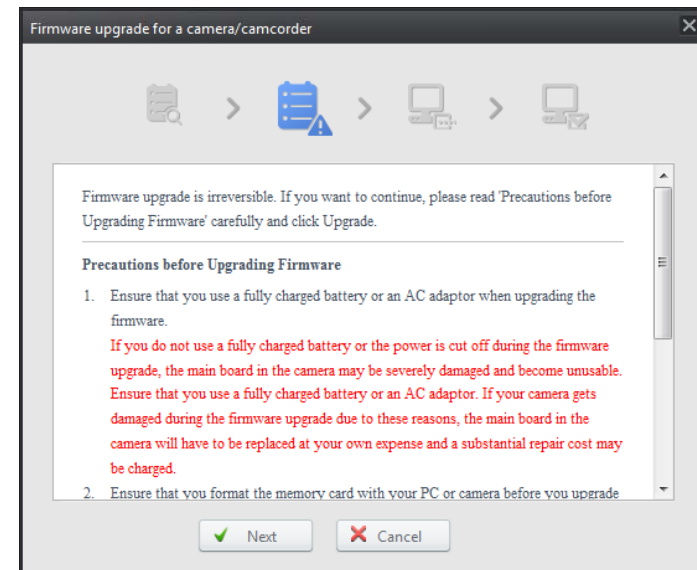 Firmware upgrade for a camera/camcorder
Firmware upgrade is irreversible. If you want to continue, please read 'Precautions before
Upgrading Firmware' carefully and click Upgrade.
Precautions before Upgrading Firmware
1. Ensure that you use a fully charged battery or an AC adaptor when upgrading the
firmware.
If you do not use a fully charged battery or the power is cut off during the firmware
upgrade, the main board in the camera may be severely damaged and become unusable.
Ensure that you use a fully charged battery or an AC adaptor. If your camera gets
damaged during the firmware upgrade due to these reasons, the main board in the
camera will have to be replaced at your own expense and a substantial repair cost may
be charged.
2. Ensure that you format the memory card with your PC or camera before you upgrade
Next
Cancel